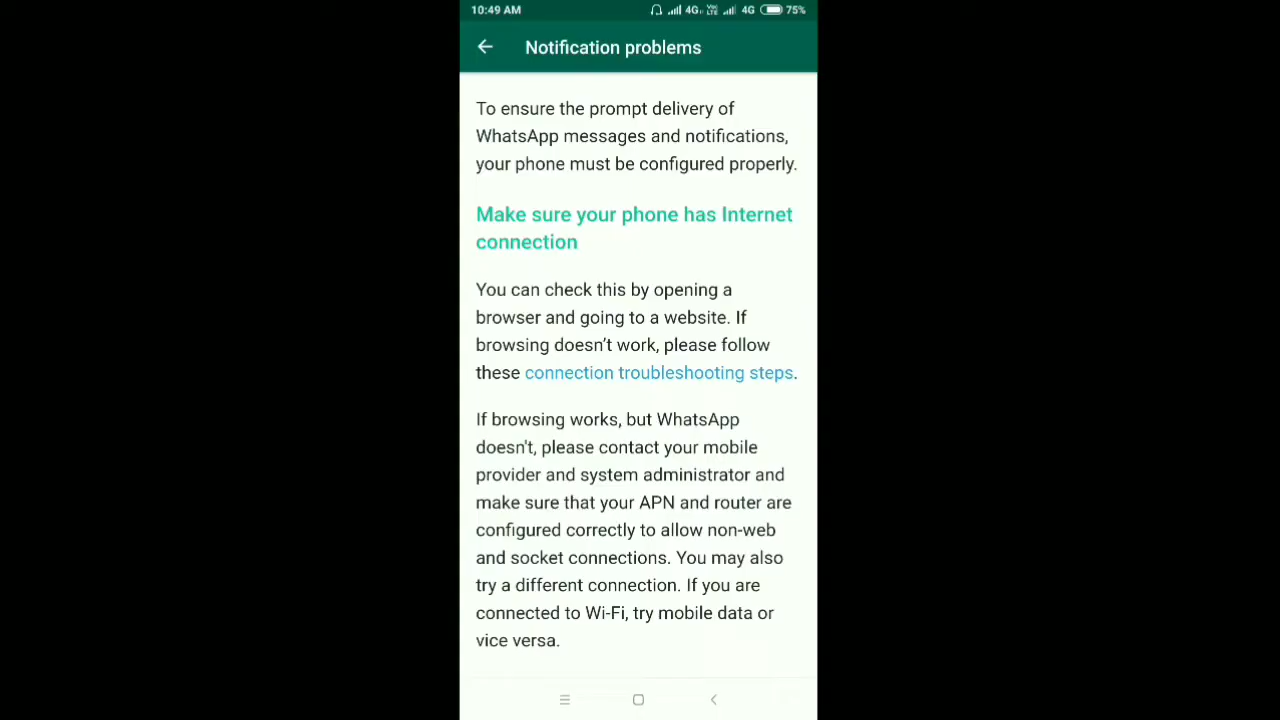 10:49 AM
4G
VoLTE
4G
75%
Notification problems
To ensure the prompt delivery of
WhatsApp messages and notifications,
your phone must be configured properly.
Make sure your phone has Internet
connection
You can check this by opening a
browser and going to a website. If
browsing doesn’t work, please follow
these connection troubleshooting steps.
If browsing works, but WhatsApp
doesn't, please contact your mobile
provider and system administrator and
make sure that your APN and router are
configured correctly to allow non-web
and socket connections. You may also
try a different connection. If you are
connected to Wi-Fi, try mobile data or
vice versa.